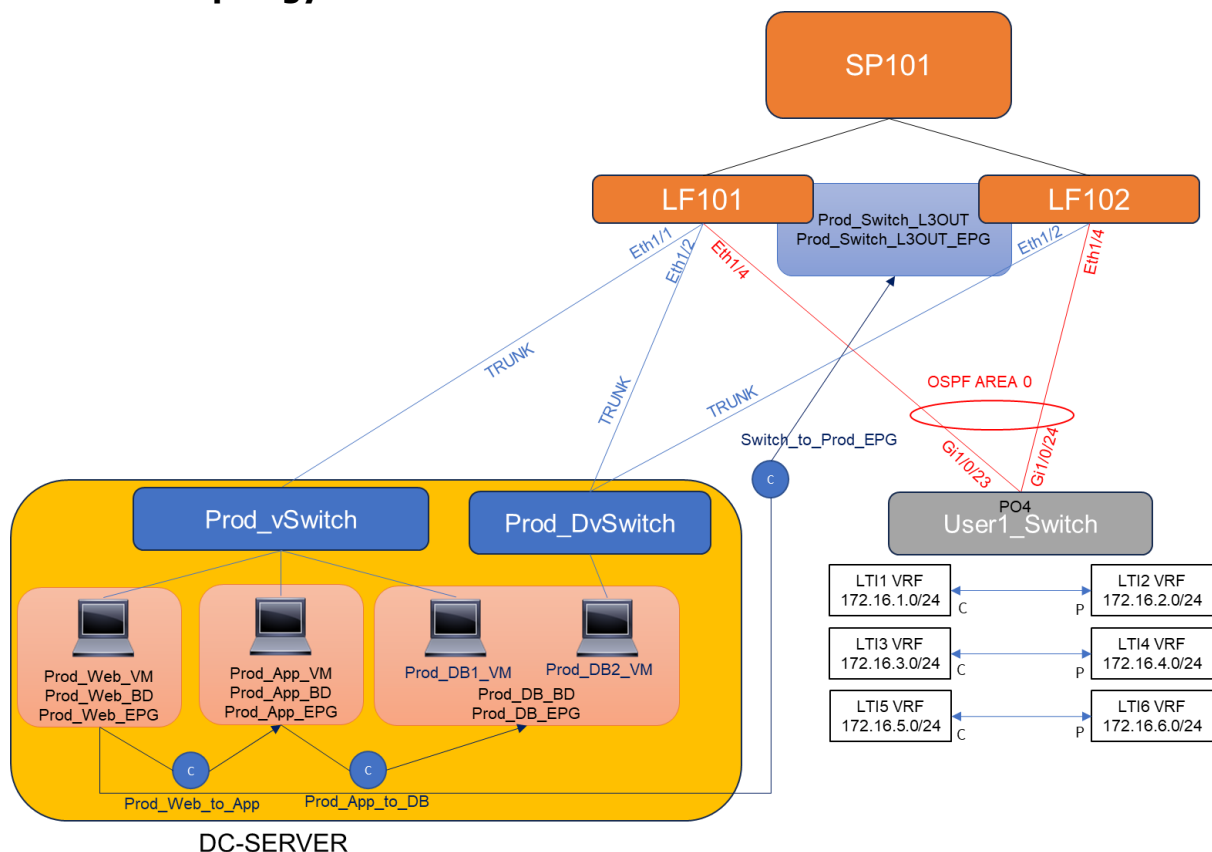 SP101
LF101
LF102
Prod_Switch_L3OUT
Prod_Switch_L3OUT_EPG
Eth1/1
Eth1/2
Eth1/4
Eth1/2
Eth1/4
TRUNK
TRUNK
TRUNK
OSPF AREA 0
Switch_to_Prod_EPG
C
Gi1/0/23
Gi1/0/24
Prod_vSwitch
Prod_DvSwitch
PO4
User1_Switch
Prod_Web_VM
Prod_Web_BD
Prod_Web_EPG
Prod_App_VM
Prod_App_BD
Prod_App_EPG
Prod_DB1_VM
Prod_DB2_VM
Prod_DB_BD
Prod_DB_EPG
C
Prod_Web_to_App
C
Prod_App_to_DB
DC-SERVER
LTI1 VRF
172.16.1.0/24
C
P
LTI2 VRF
172.16.2.0/24
LTI3 VRF
172.16.3.0/24
C
P
LTI4 VRF
172.16.4.0/24
LTI5 VRF
172.16.5.0/24
C
P
LTI6 VRF
172.16.6.0/24